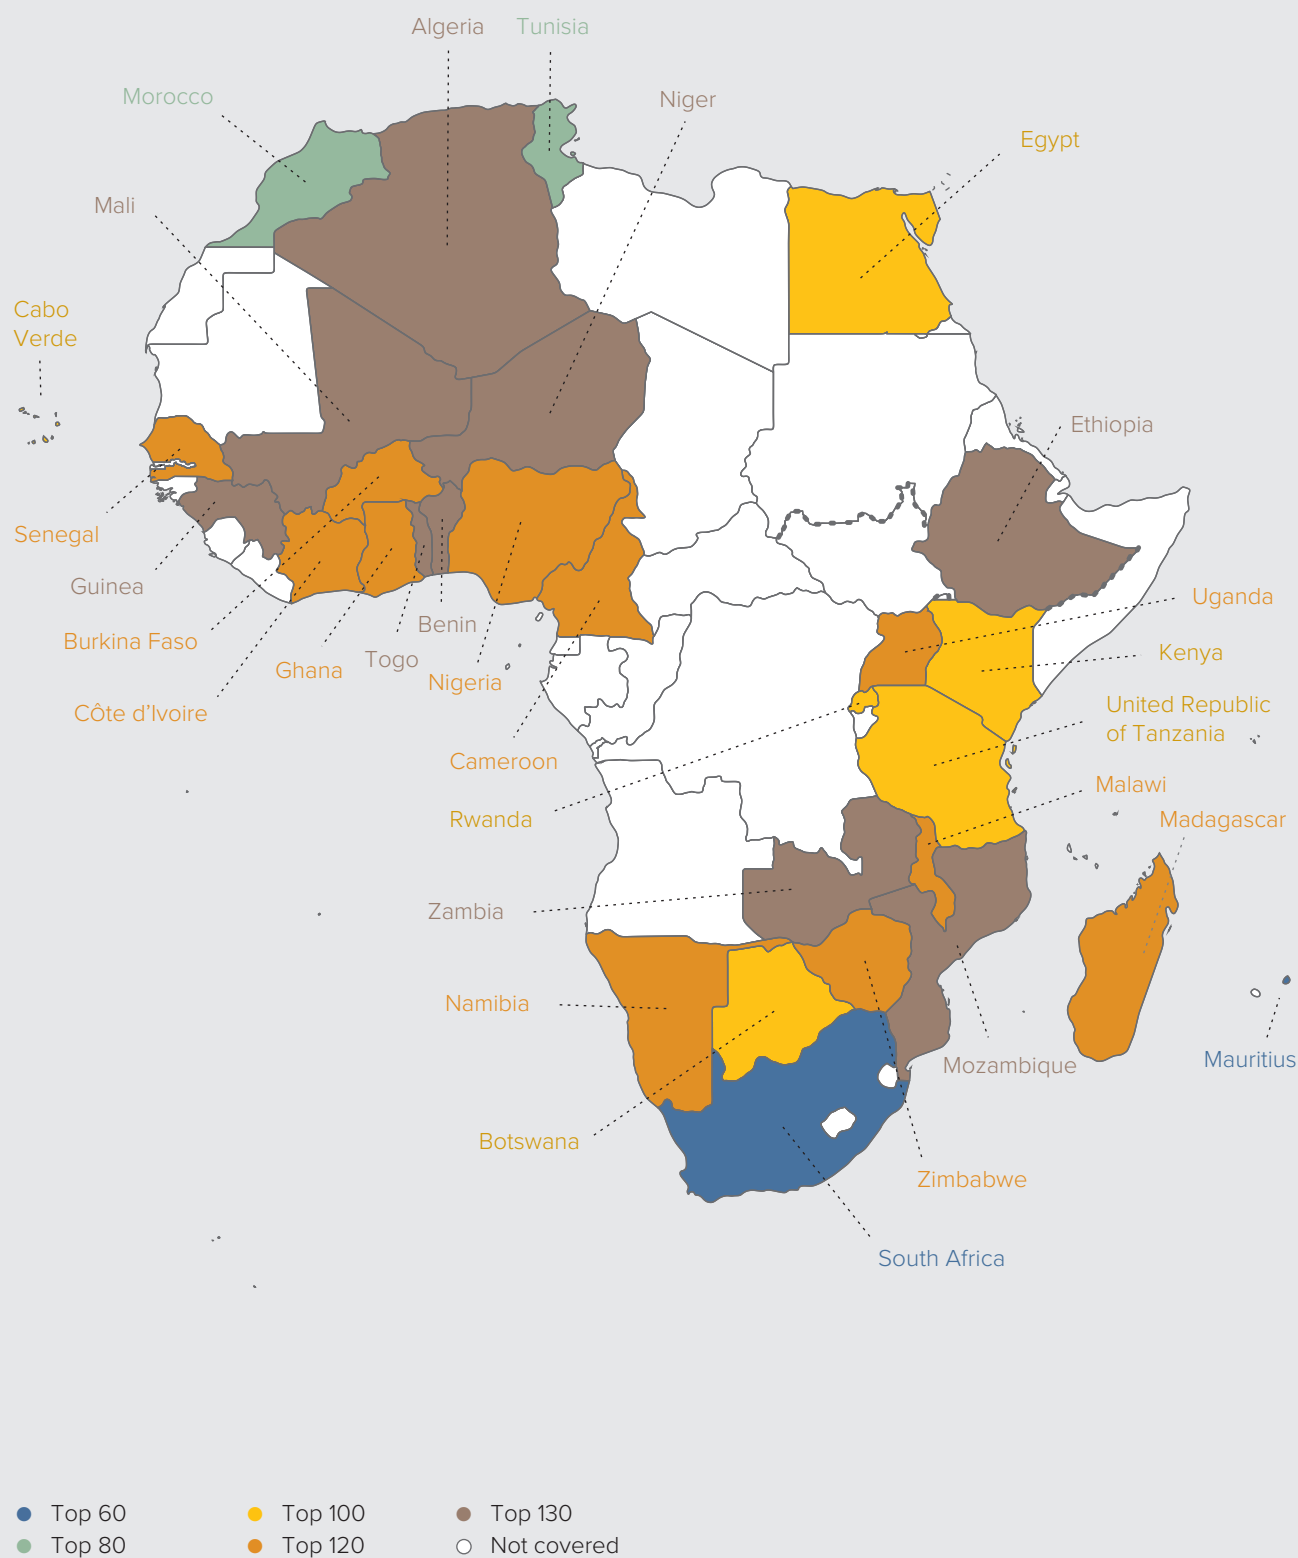 Algeria
Tunisia
Morocco
Niger
Egypt
Mali
Cabo
Verde
Ethiopia
Senegal
Guinea
Uganda
Benin
Burkina Faso
Kenya
Togo
Ghana
Nigeria
United Republic
of Tanzania
Côte d’Ivoire
Cameroon
Malawi
Rwanda
Madagascar
Zambia
Namibia
Mauritius
Mozambique
Botswana
Zimbabwe
South Africa
Top 60
Top 100
Top 130
Top 80
Top 120
Not covered